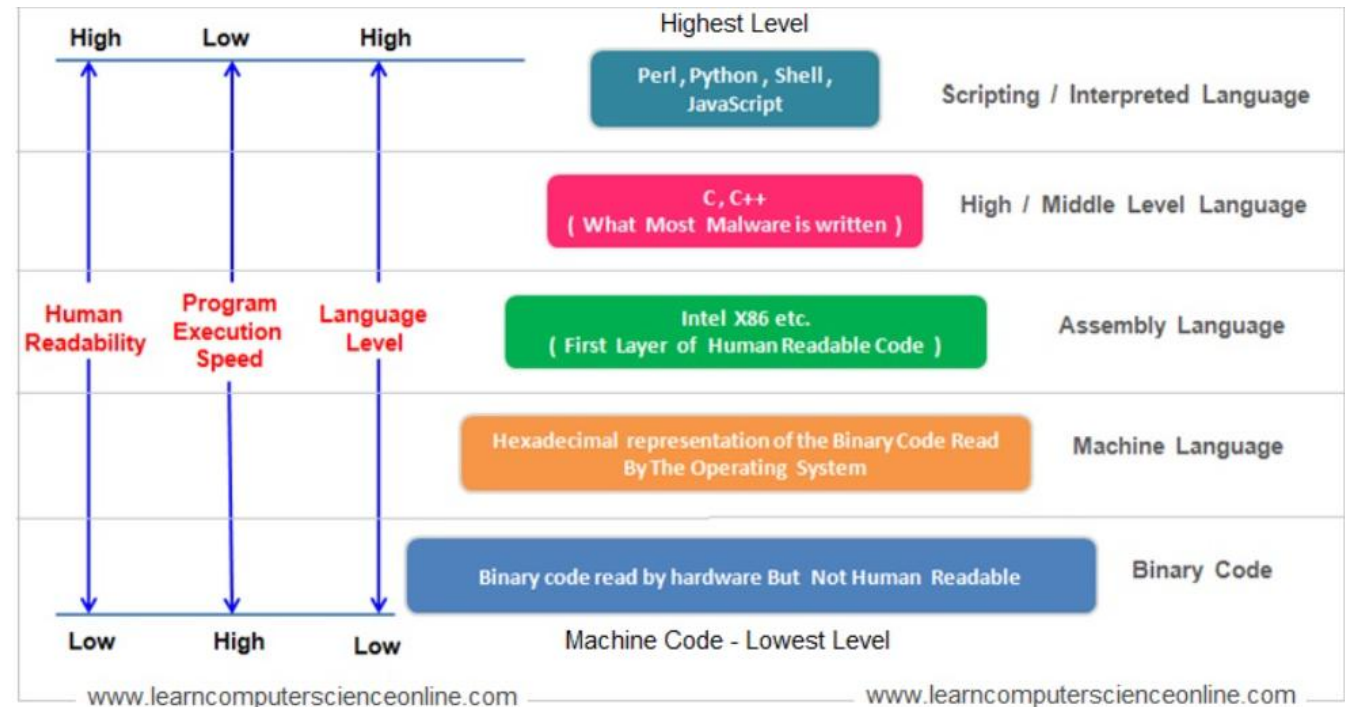 High Low High
Highest Level
Perl, Python, Shell,
JavaScript
Scripting / Interpreted Language
C, C++
( What Most Malware is written )
High / Middle Level Language
Human
Readability
Program
Execution
Speed
Language
Level
Intel X86 etc.
( First Layer of Human Readable Code )
Assembly Language
Hexadecimal representation of the Binary Code Read
By The Operating System
Machine Language
Binary code read by hardware But Not Human Readable
Binary Code
Low High Low
Machine Code - Lowest Level
www.learncomputerscienceonline.com
www.learncomputerscienceonline.com